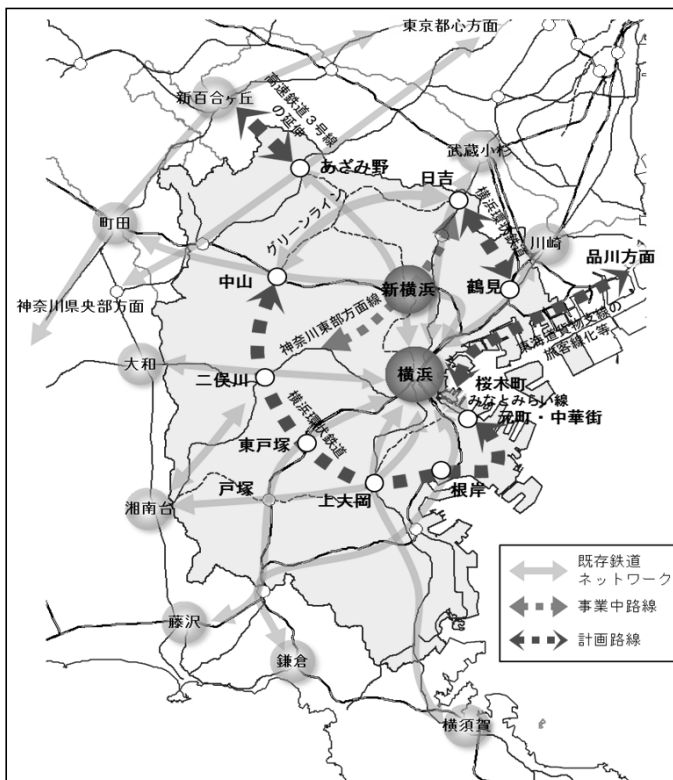 東京都心方面
新百合ヶ丘
高速鉄道３号線
の延伸
あざみ野
武蔵小杉
日吉
横浜環状鉄道
グリーンライン
町田
川崎
品川方面
中山
新横浜
鶴見
神奈川県央部方面
神奈川東部方面線
東海道貨物支線の
旅客線化等
大和
二俣川
横浜
桜木町
みなとみらい線
元町・中華街
横浜環状鉄道
東戸塚
戸塚
上大岡
根岸
湘南台
藤沢
鎌倉
横須賀
既存鉄道
ネットワーク
事業中路線
計画路線